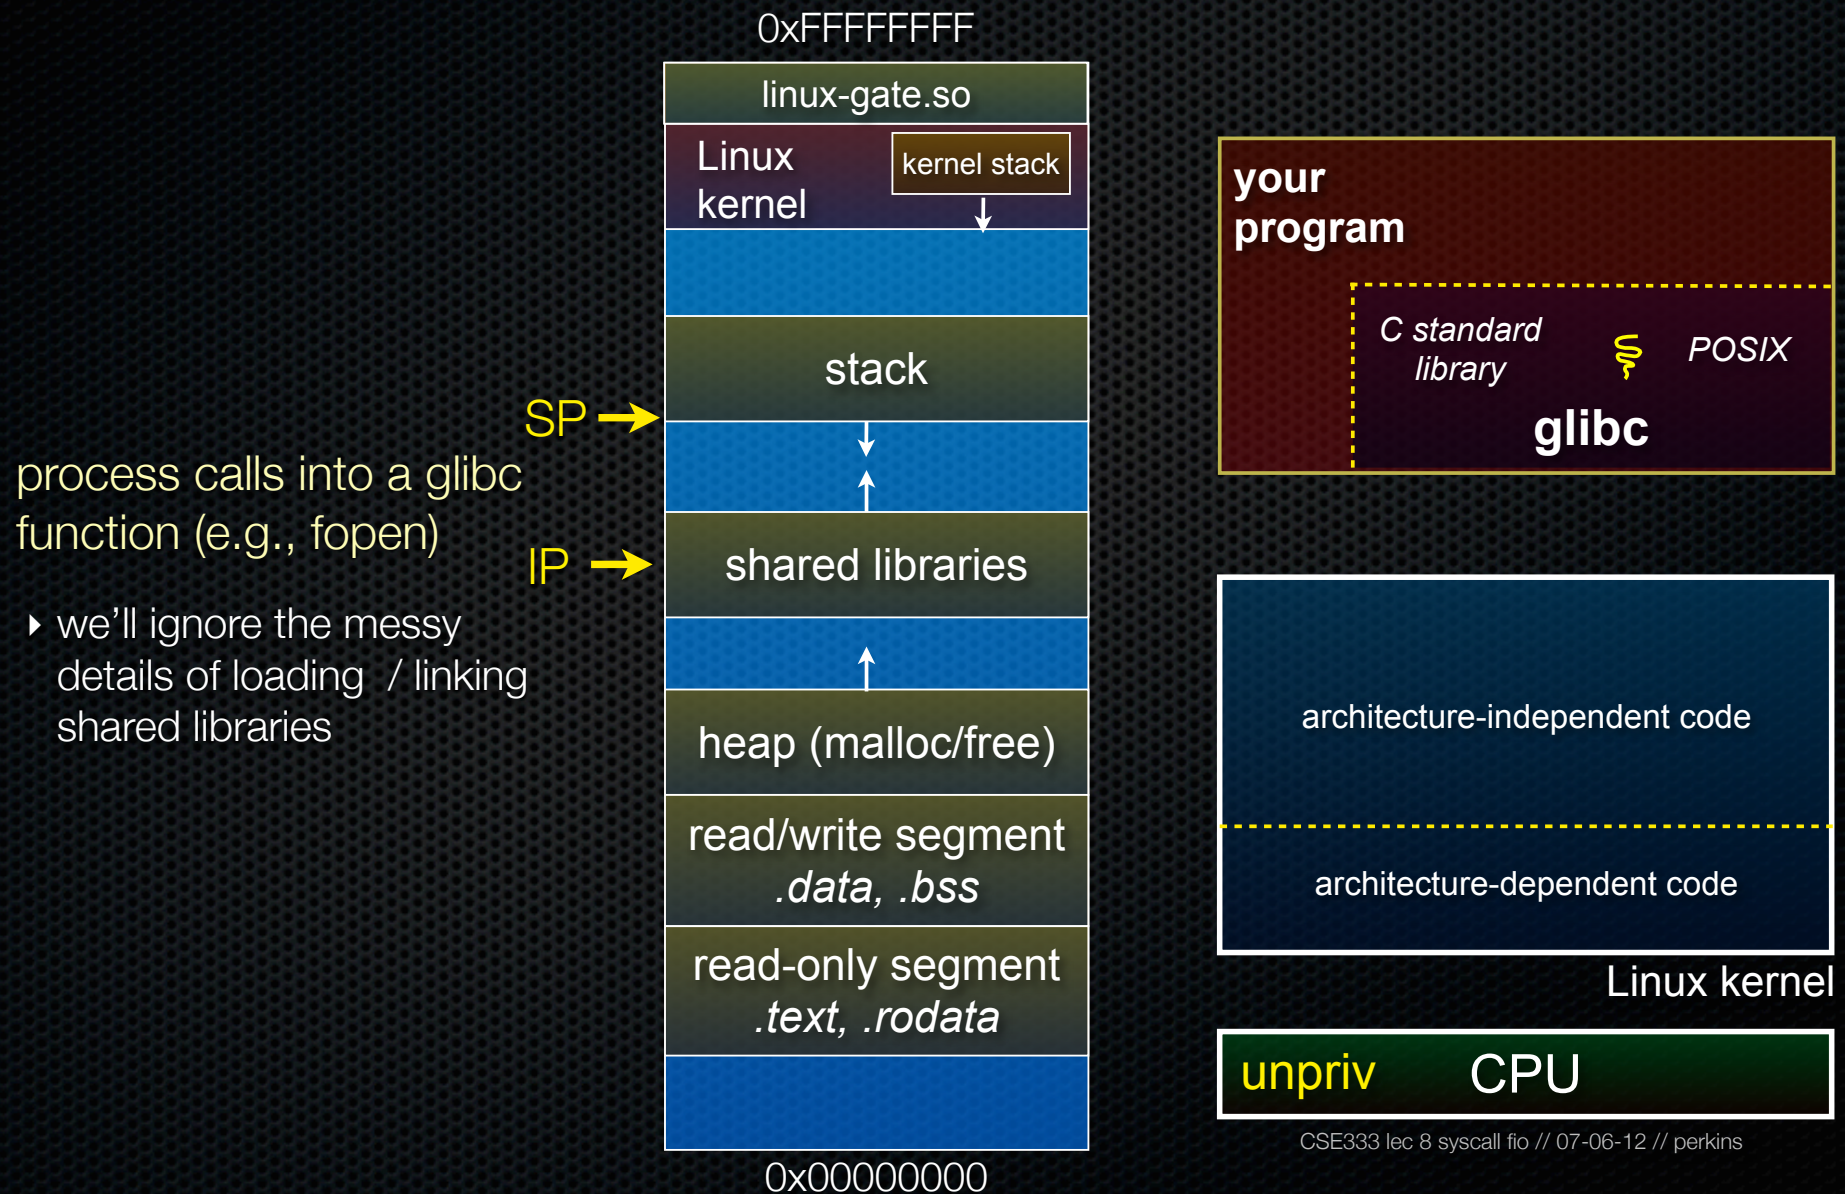 process calls into a glibc
function (e.g., fopen)
‣ we’ll ignore the messy
details of loading / linking
shared libraries
SP
IP
0xFFFFFFFF
linux-gate.so
Linux
kernel
kernel stack
stack
shared libraries
heap (malloc/free)
read/write segment
.data, .bss
read-only segment
.text, .rodata
0x00000000
your
program
C standard
library
POSIX
glibc
architecture-independent code
architecture-dependent code
Linux kernel
unpriv CPU
CSE333 lec 8 syscall fio // 07-06-12 // perkins